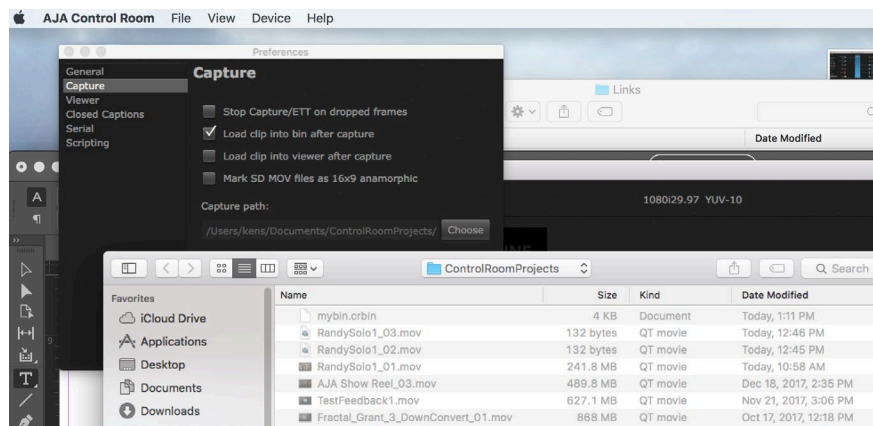 AJA Control Room File View Device Help
Preferences
General
Capture
Viewer
Closed Captions
Serial
Scripting
Capture
Stop Capture/ETT on dropped frames
Load clip into bin after capture
Load clip into viewer after capture
Mark SD MOV files as 16x9 anamorphic
Capture path:
/Users/kens/Documents/ControlRoomProjects/ Choose
Links
Date Modified
1080i29.97 YUV-10
A
¶
T
9
ControlRoomProjects
Search
Favorites
iCloud Drive
Applications
Desktop
Documents
Downloads
Name Size Kind Date Modified
mybin.crbin 4 KB Document Today, 1:11 PM
RandySolo1_03.mov 132 bytes QT movie Today, 12:46 PM
RandySolo1_02.mov 132 bytes QT movie Today, 12:45 PM
RandySolo1_01.mov 241.8 MB QT movie Today, 10:58 AM
AJA Show Reel_03.mov 489.8 MB QT movie Dec 18, 2017, 2:35 PM
TestFeedback1.mov 627.1 MB QT movie Nov 21, 2017, 3:06 PM
Fractal_Grant_3_DownConvert_01.mov 868 MB QT movie Oct 17, 2017, 12:18 PM